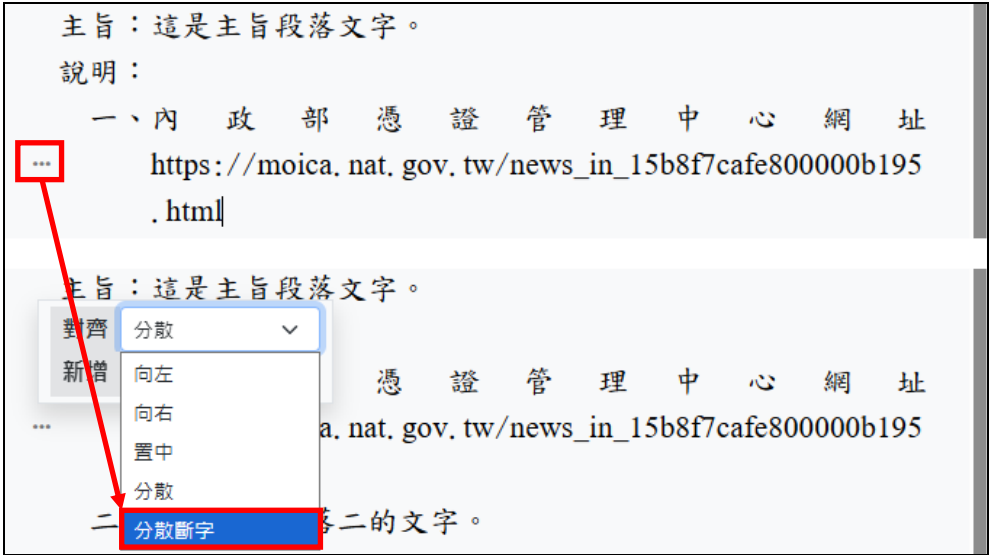 主旨：這是主旨段落文字。
說明：
一、內政部憑證管理中心網址
https://moica.nat.gov.tw/news_in_15b8f7cafe800000b195
.html
主旨：這是主旨段落文字。
對齊 分散
新增
向左
向右
置中
分散
分散斷字
憑證管理中心網址
a.nat.gov.tw/news_in_15b8f7cafe800000b195
二
落二的文字。